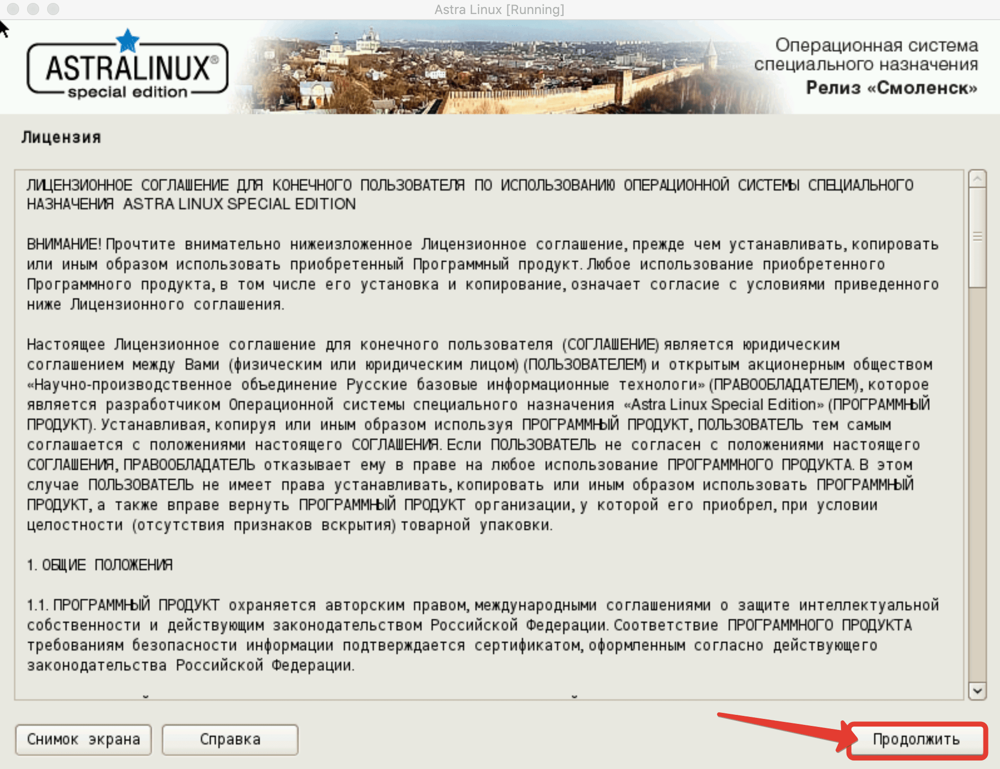 Astra Linux [Running]
ASTRALINUX®
special edition
Операционная система
специального назначения
Релиз «Смоленск»
Лицензия
ЛИЦЕНЗИОННОЕ СОГЛАШЕНИЕ ДЛЯ КОНЕЧНОГО ПОЛЬЗОВАТЕЛЯ ПО ИСПОЛЬЗОВАНИЮ ОПЕРАЦИОННОЙ СИСТЕМЫ СПЕЦИАЛЬНОГО
НАЗНАЧЕНИЯ ASTRA LINUX SPECIAL EDITION
ВНИМАНИЕ! Прочтите внимательно нижеизложенное Лицензионное соглашение, прежде чем устанавливать, копировать
или иным образом использовать приобретенный Программный продукт. Любое использование приобретенного
Программного продукта, в том числе его установка и копирование, означает согласие с условиями приведенного
ниже Лицензионного соглашения.
Настоящее Лицензионное соглашение для конечного пользователя (СОГЛАШЕНИЕ) является юридическим
соглашением между Вами (физическим или юридическим лицом) (ПОЛЬЗОВАТЕЛЕМ) и открытым акционерным обществом
«Научно-производственное объединение Русские базовые информационные технологи» (ПРАВООБЛАДАТЕЛЕМ), которое
является разработчиком Операционной системы специального назначения «Astra Linux Special Edition» (ПРОГРАММНЫЙ
ПРОДУКТ). Устанавливая, копируя или иным образом используя ПРОГРАММНЫЙ ПРОДУКТ, ПОЛЬЗОВАТЕЛЬ тем самым
соглашается с положениями настоящего СОГЛАШЕНИЯ. Если ПОЛЬЗОВАТЕЛЬ не согласен с положениями настоящего
СОГЛАШЕНИЯ, ПРАВООБЛАДАТЕЛЬ отказывает ему в праве на любое использование ПРОГРАММНОГО ПРОДУКТА. В этом
случае ПОЛЬЗОВАТЕЛЬ не имеет права устанавливать, копировать или иным образом использовать ПРОГРАММНЫЙ
ПРОДУКТ, а также вправе вернуть ПРОГРАММНЫЙ ПРОДУКТ организации, у которой его приобрел, при условии
целостности (отсутствия признаков вскрытия) товарной упаковки.
1. ОБЩИЕ ПОЛОЖЕНИЯ
1.1. ПРОГРАММНЫЙ ПРОДУКТ охраняется авторским правом, международными соглашениями о защите интеллектуальной
собственности и действующим законодательством Российской Федерации. Соответствие ПРОГРАММНОГО ПРОДУКТА
требованиям безопасности информации подтверждается сертификатом, оформленным согласно действующего
законодательства Российской Федерации.
Снимок экрана
Справка
Продолжить